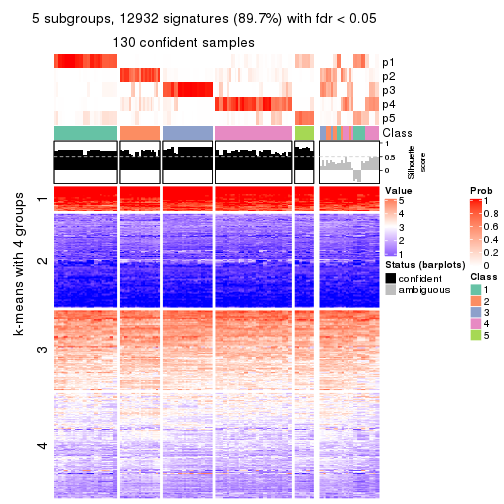 5 subgroups, 12932 signatures (89.7%) with fdr < 0.05
130 confident samples
p1
p2
p3
p4
p5
Class
1
0.5
0
Silhouette
score
k-means with 4 groups
1
2
3
4
Value
5
4
3
2
1
Status (barplots)
confident
ambiguous
Prob
1
0.8
0.6
0.4
0.2
0
Class
1
2
3
4
5